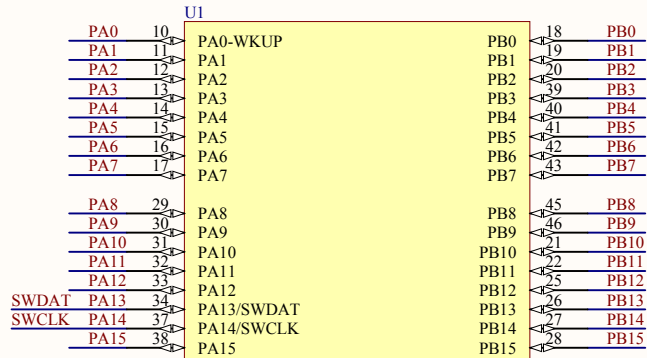 U1
PA0 10 PA0-WKUP PB0 18 PB0
PA1 11 PA1 PB1 19 PB1
PA2 12 PA2 PB2 20 PB2
PA3 13 PA3 PB3 39 PB3
PA4 14 PA4 PB4 40 PB4
PA5 15 PA5 PB5 41 PB5
PA6 16 PA6 PB6 42 PB6
PA7 17 PA7 PB7 43 PB7
PA8 29 PA8 PB8 45 PB8
PA9 30 PA9 PB9 46 PB9
PA10 31 PA10 PB10 21 PB10
PA11 32 PA11 PB11 22 PB11
PA12 33 PA12 PB12 25 PB12
SWDAT PA13 34 PA13/SWDAT PB13 26 PB13
SWCLK PA14 37 PA14/SWCLK PB14 27 PB14
PA15 38 PA15 PB15 28 PB15